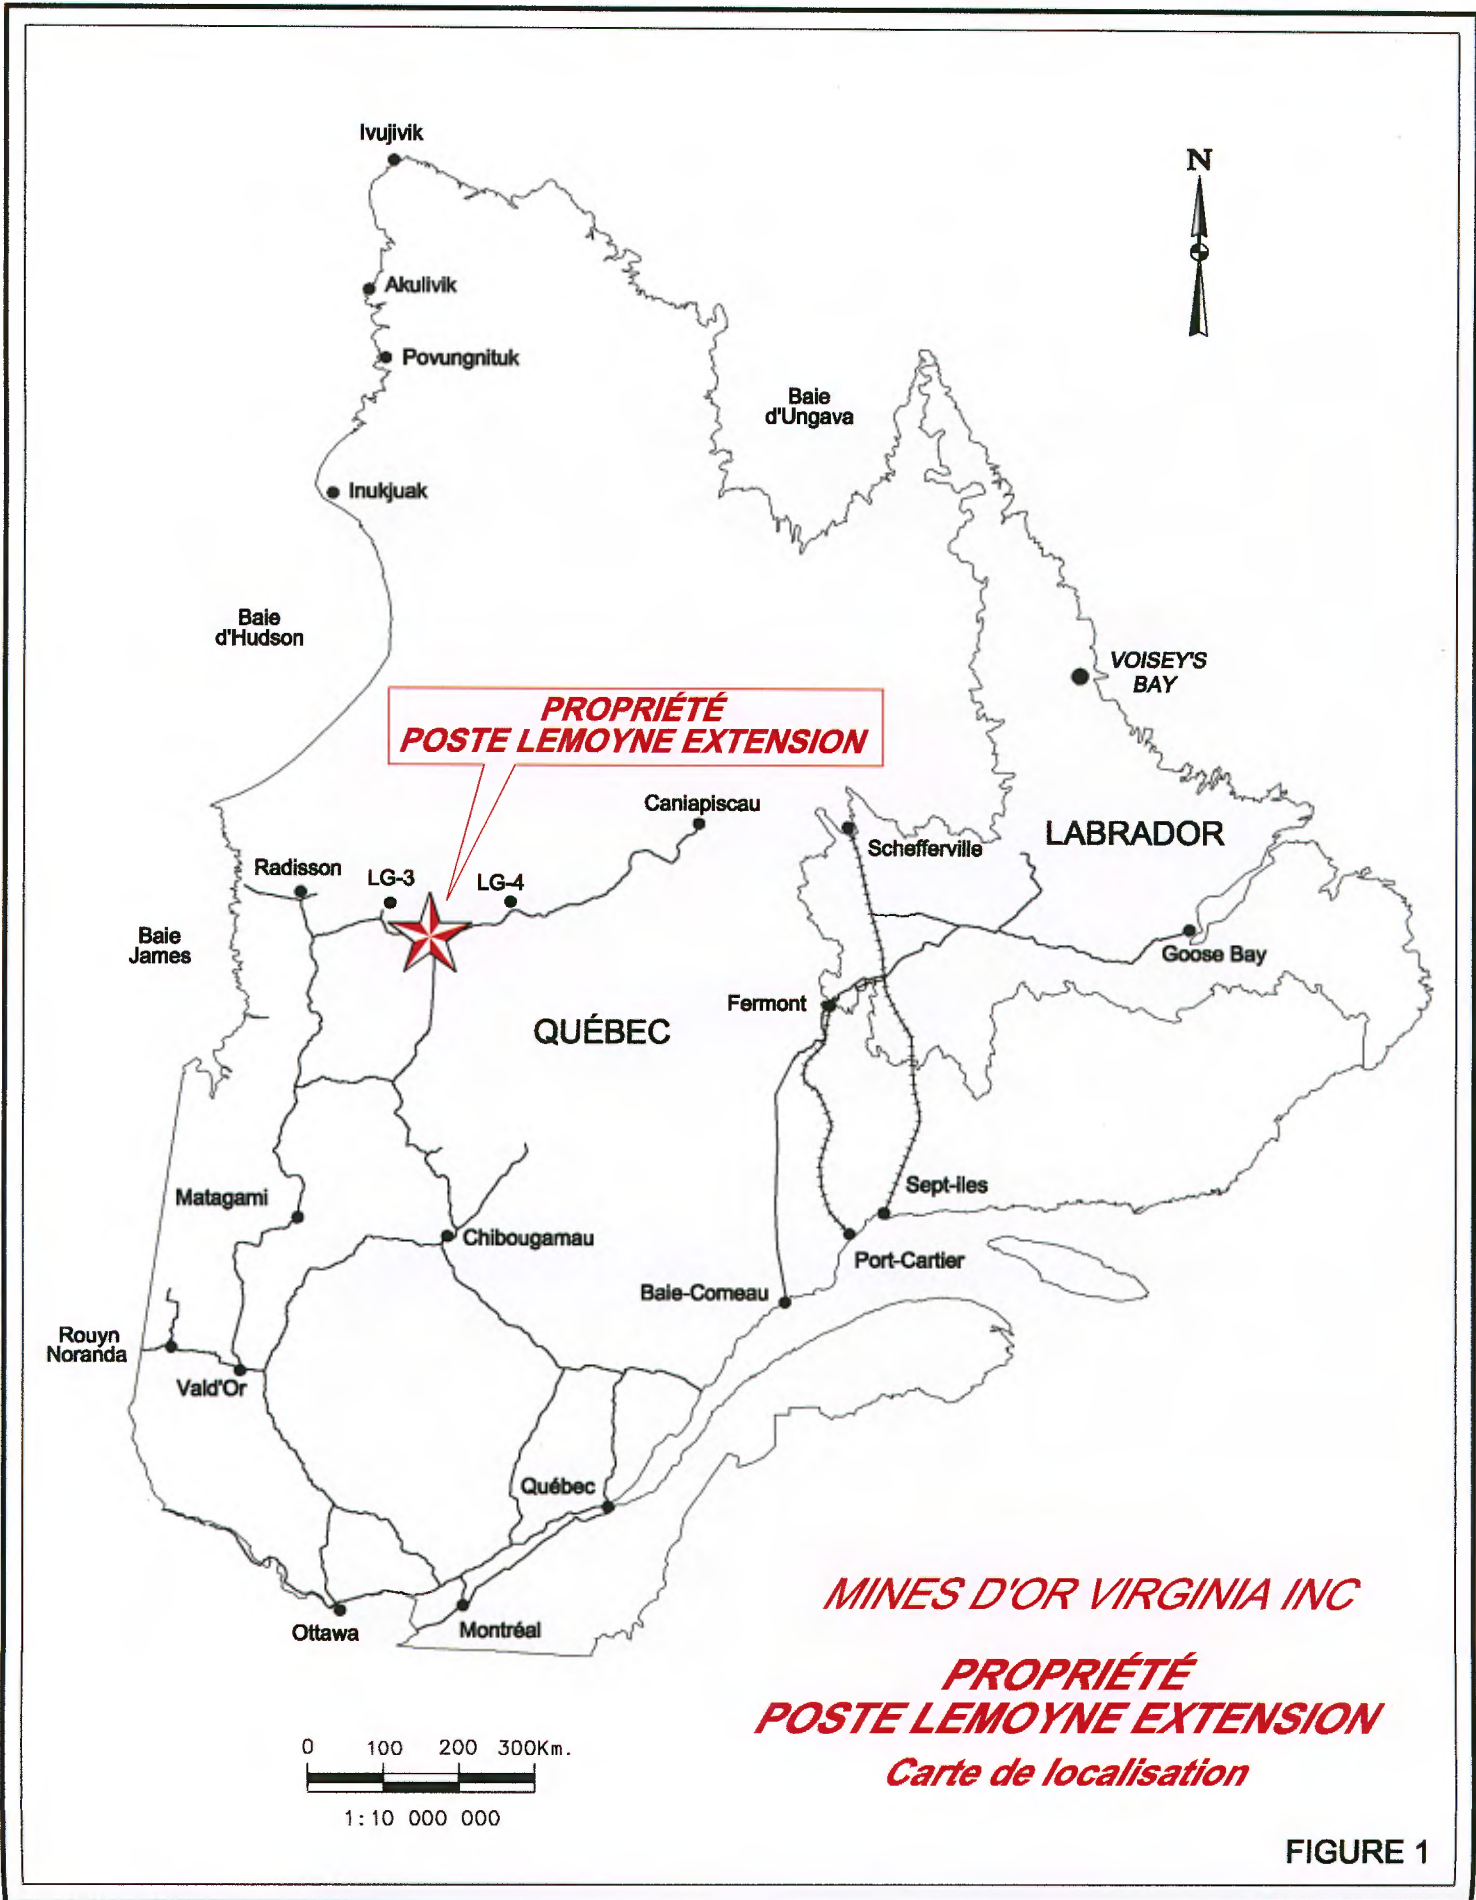 Ivujivik
N
Akulivik
Povungnituk
Baie
d'Ungava
Inukjuak
Baie
d'Hudson
VOISEY'S
BAY
PROPRIÉTÉ
POSTE LEMOYNE EXTENSION
Caniapiscau
LABRADOR
Schefferville
Radisson
LG-3
LG-4
Baie
James
Goose Bay
Fermont
QUÉBEC
Sept-Iles
Matagami
Chibougamau
Port-Cartier
Baie-Comeau
Rouyn
Noranda
Vald'Or
Québec
Ottawa
Montréal
MINES D'OR VIRGINIA INC
PROPRIÉTÉ
POSTE LEMOYNE EXTENSION
Carte de localisation
0 100 200 300Km.
1:10 000 000
FIGURE 1